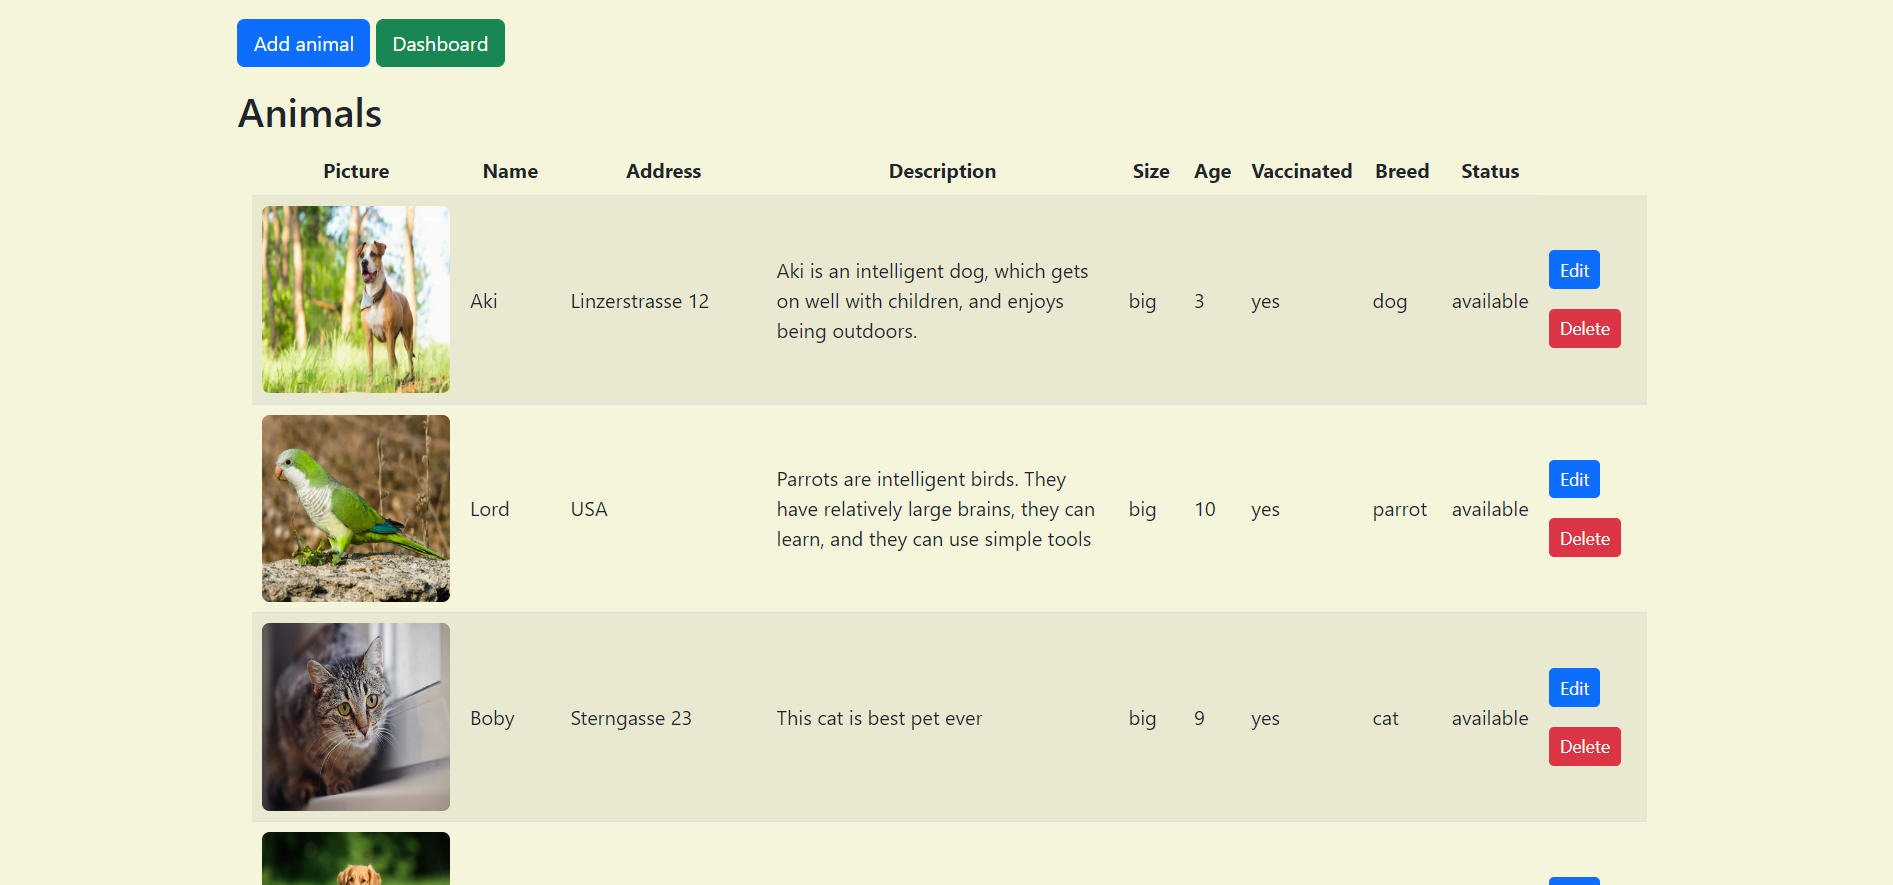 Add animal Dashboard
Animals
Picture Name Address Description Size Age Vaccinated Breed Status
Aki Linzerstrasse 12 Aki is an intelligent dog, which gets
on well with children, and enjoys
being outdoors. big 3 yes dog available Edit
Delete
Lord USA Parrots are intelligent birds. They
have relatively large brains, they can
learn, and they can use simple tools big 10 yes parrot available Edit
Delete
Boby Sterngasse 23 This cat is best pet ever big 9 yes cat available Edit
Delete